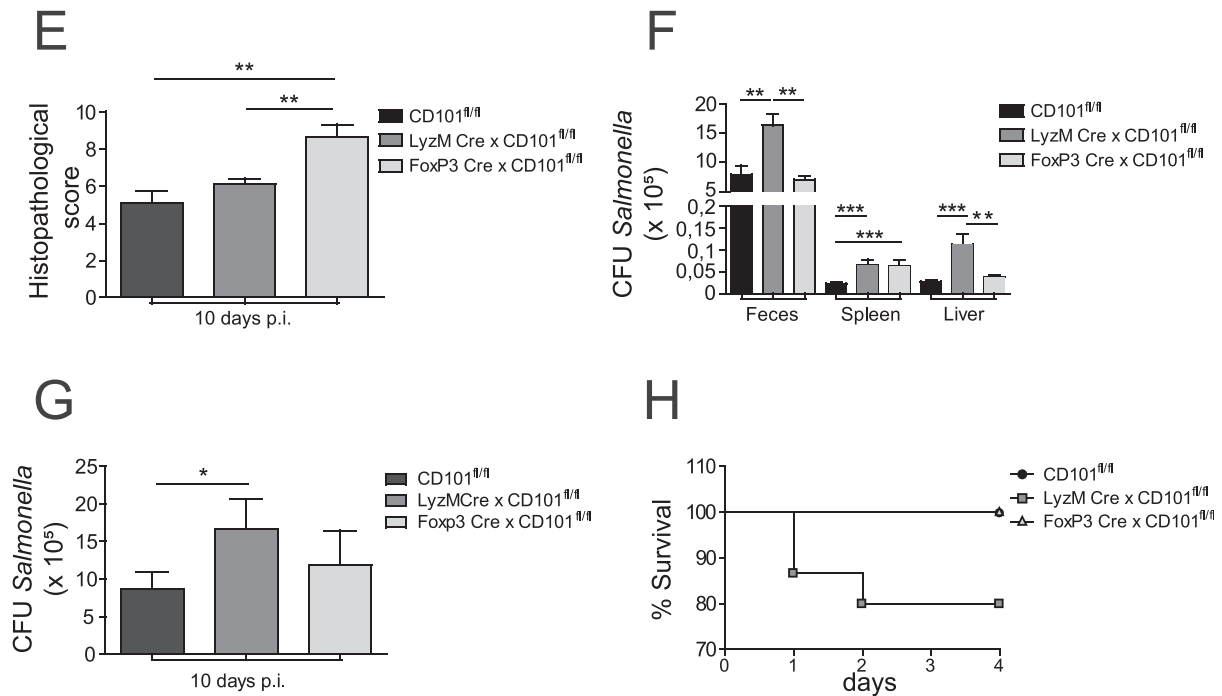 E
**
**
Histopathological
score
10
8
6
4
2
0
10 days p.i.
CD101fl/fl
LyzM Cre x CD101fl/fl
FoxP3 Cre x CD101fl/fl
F
** **
CFU Salmonella
(x 10⁵)
20
15
10
5
0,2
0,15
0,1
0,05
0
***
***
*** **
Feces Spleen Liver
CD101fl/fl
LyzM Cre x CD101fl/fl
FoxP3 Cre x CD101fl/fl
G
*
CFU Salmonella
(x 10⁵)
25
20
15
10
5
0
10 days p.i.
CD101fl/fl
LyzMCre x CD101fl/fl
Foxp3 Cre x CD101fl/fl
H
% Survival
110
100
90
80
70
0 1 2 3 4
days
CD101fl/fl
LyzM Cre x CD101fl/fl
FoxP3 Cre x CD101fl/fl